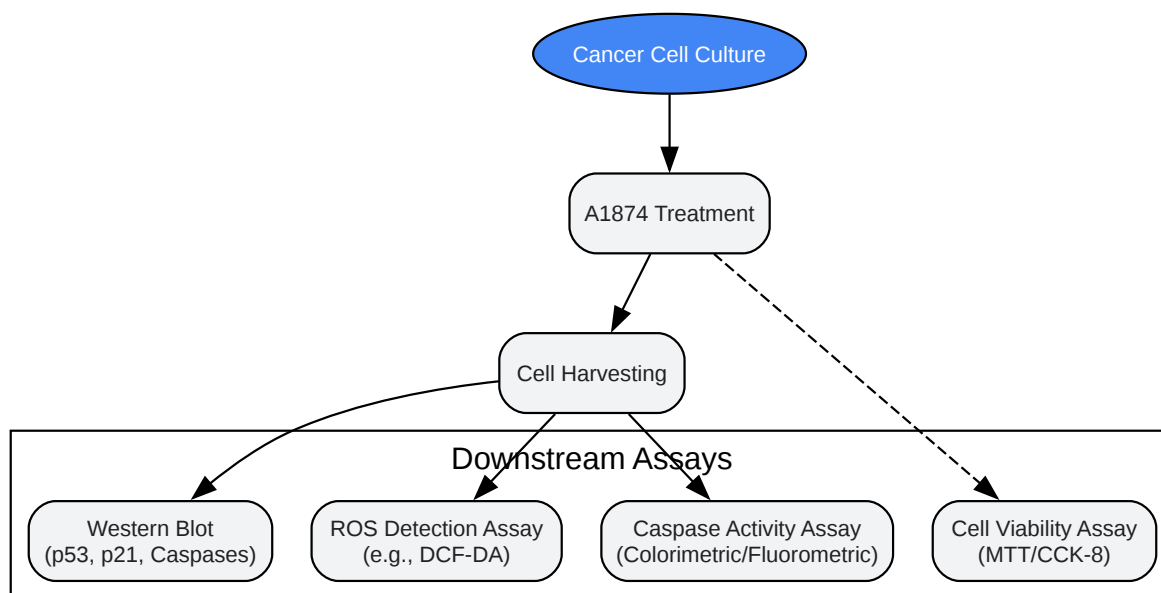 Cancer Cell Culture
A1874 Treatment
Cell Harvesting
Downstream Assays
Western Blot
(p53, p21, Caspases)
ROS Detection Assay
(e.g., DCF-DA)
Caspase Activity Assay
(Colorimetric/Fluorometric)
Cell Viability Assay
(MTT/CCK-8)